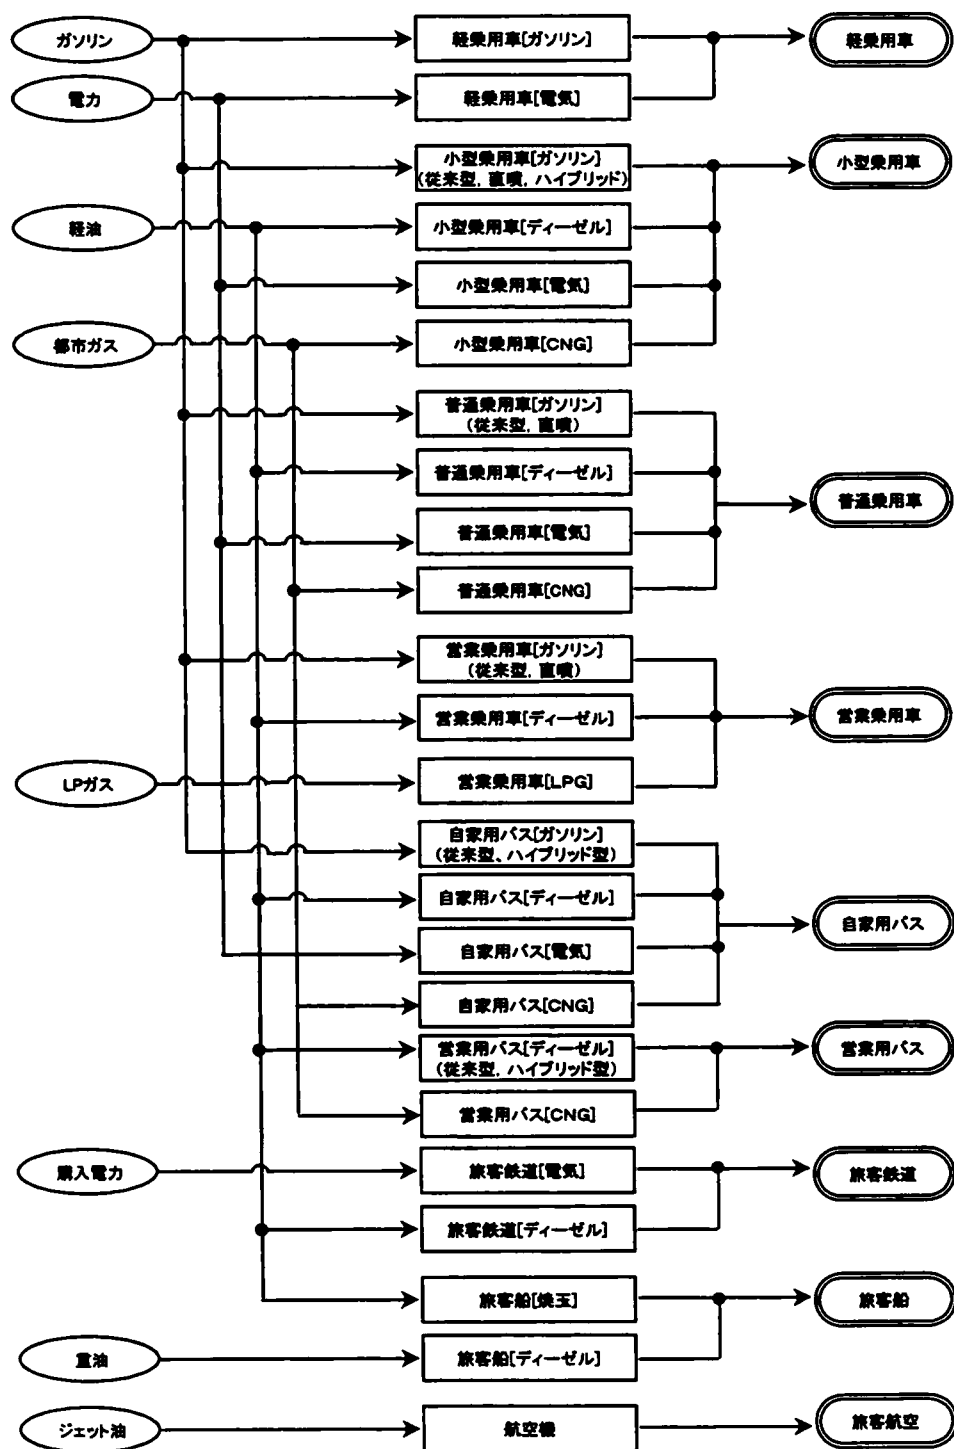 ガソリン
軽乗用車[ガソリン]
軽乗用車
電力
軽乗用車[電気]
小型乗用車[ガソリン]
(従来型, 直噴, ハイブリッド)
小型乗用車
軽油
小型乗用車[ディーゼル]
小型乗用車[電気]
都市ガス
小型乗用車[CNG]
普通乗用車[ガソリン]
(従来型, 直噴)
普通乗用車[ディーゼル]
普通乗用車
普通乗用車[電気]
普通乗用車[CNG]
営業乗用車[ガソリン]
(従来型, 直噴)
営業乗用車[ディーゼル]
営業乗用車
LPガス
営業乗用車[LPG]
自家用バス[ガソリン]
(従来型、ハイブリッド型)
自家用バス[ディーゼル]
自家用バス
自家用バス[電気]
自家用バス[CNG]
営業用バス[ディーゼル]
(従来型, ハイブリッド型)
営業用バス
営業用バス[CNG]
購入電力
旅客鉄道[電気]
旅客鉄道
旅客鉄道[ディーゼル]
旅客船[焼玉]
旅客船
重油
旅客船[ディーゼル]
ジェット油
航空機
旅客航空